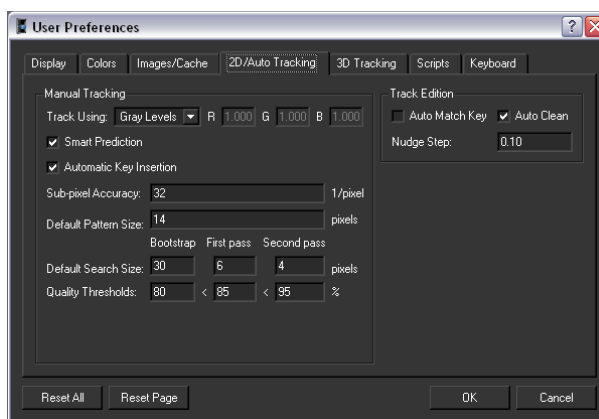 User Preferences
Display Colors Images/Cache 2D/Auto Tracking 3D Tracking Scripts Keyboard
Manual Tracking
Track Using: Gray Levels R 1.000 G 1.000 B 1.000
Smart Prediction
Automatic Key Insertion
Sub-pixel Accuracy: 32 1/pixel
Default Pattern Size: 14 pixels
Bootstrap First pass Second pass
Default Search Size: 30 6 4 pixels
Quality Thresholds: 80 < 85 < 95 %
Track Edition
Auto Match Key Auto Clean
Nudge Step: 0.10
Reset All Reset Page OK Cancel